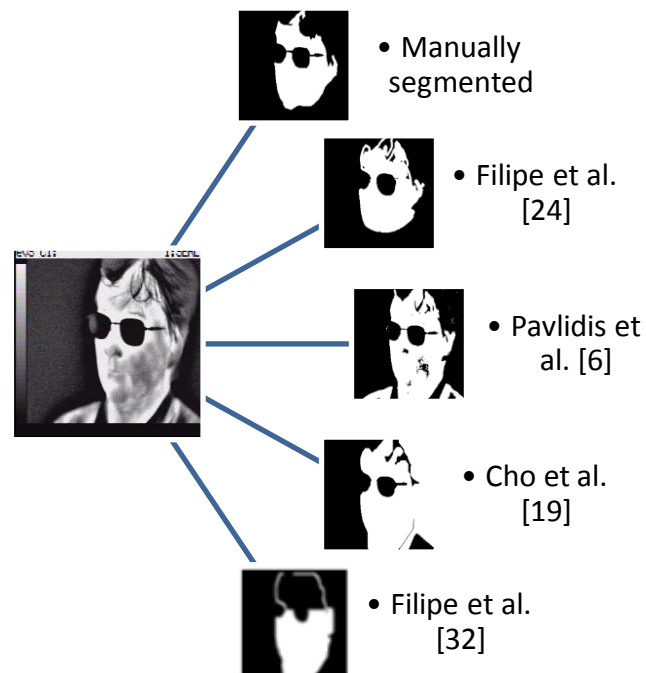 • Manually
segmented
• Filipe et al.
[24]
• Pavlidis et
al. [6]
• Cho et al.
[19]
• Filipe et al.
[32]